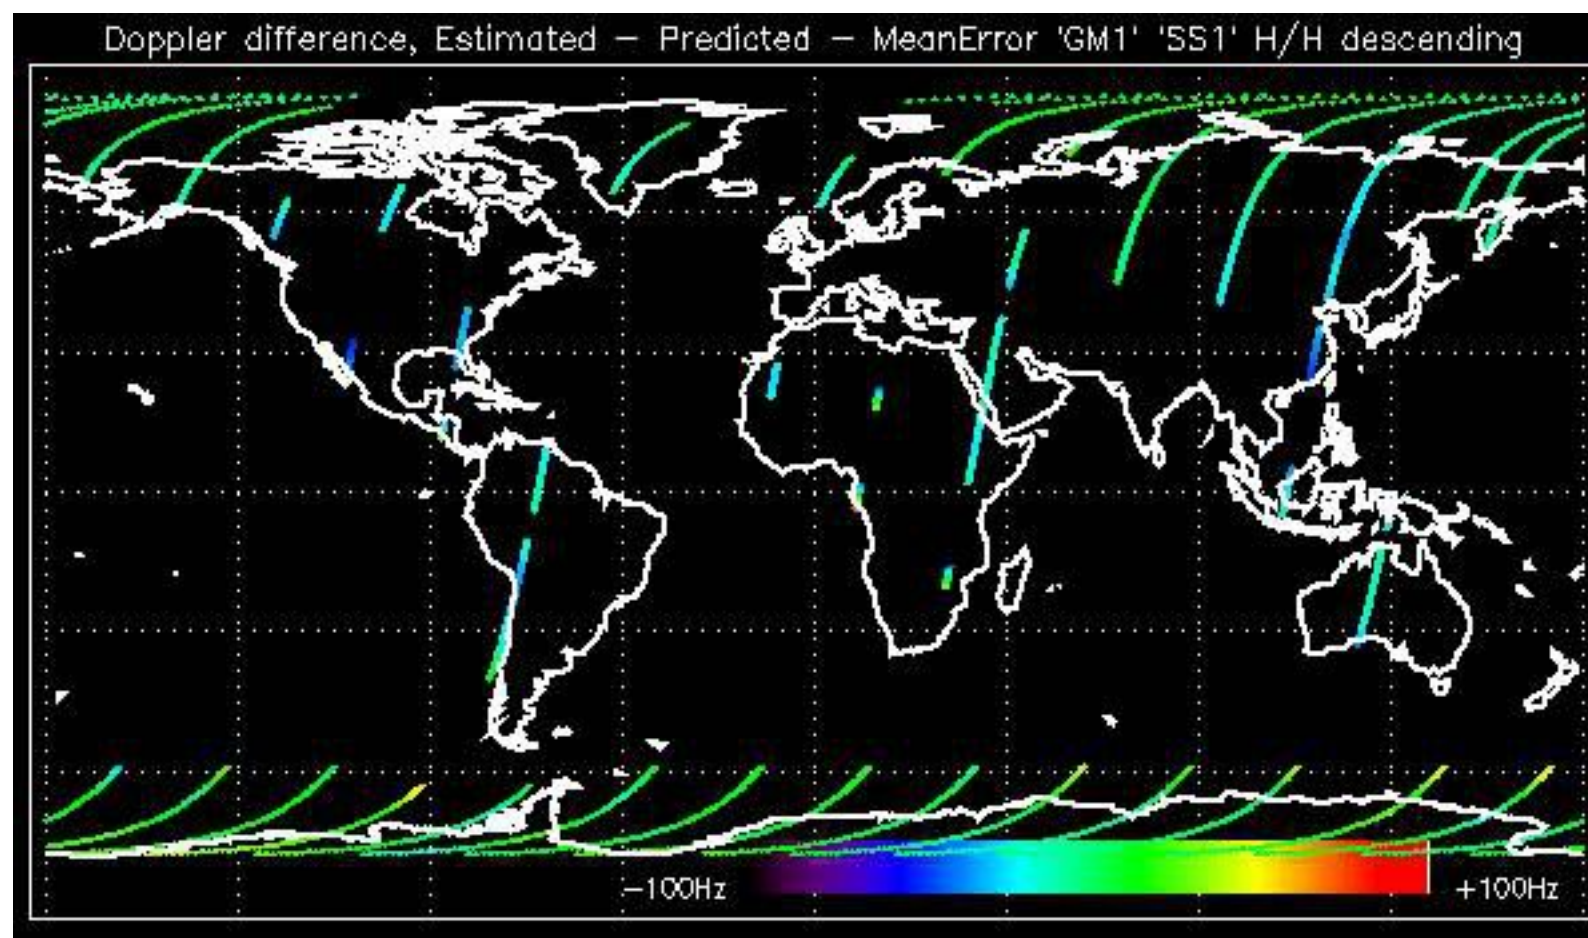 Doppler difference, Estimated – Predicted – MeanError 'GM1' 'SS1' H/H descending
-100Hz +100Hz